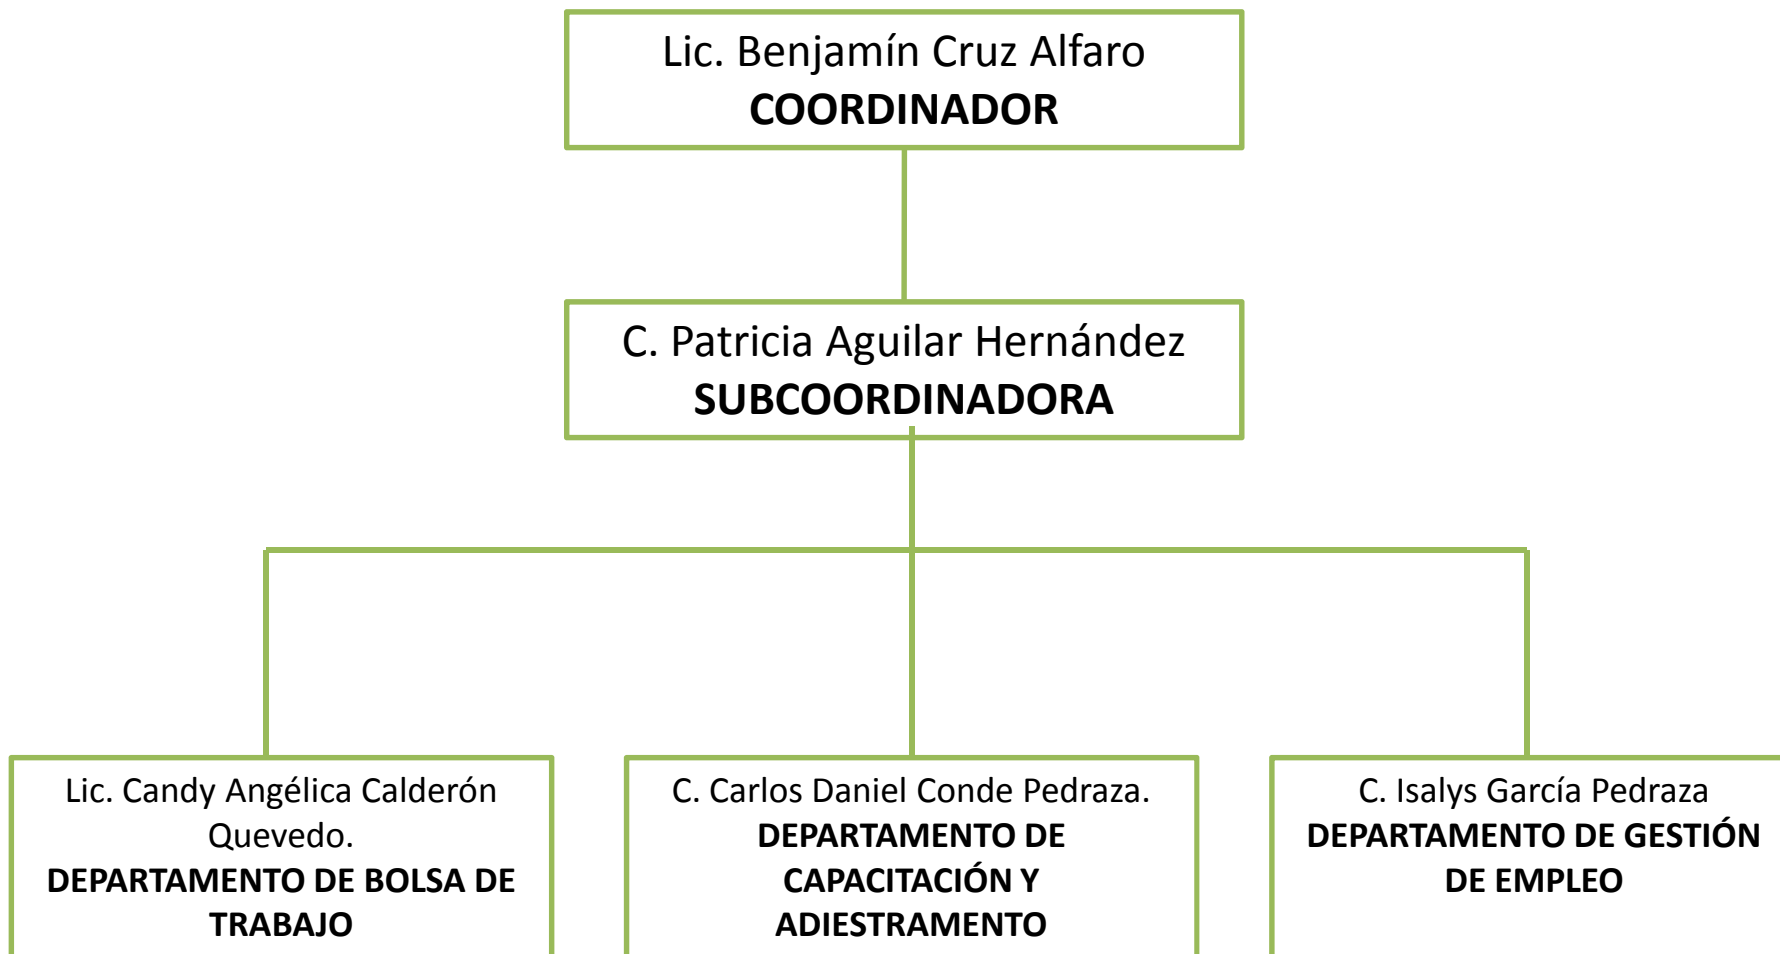 Lic. Benjamín Cruz Alfaro
COORDINADOR
C. Patricia Aguilar Hernández
SUBCOORDINADORA
Lic. Candy Angélica Calderón
Quevedo.
DEPARTAMENTO DE BOLSA DE
TRABAJO
C. Carlos Daniel Conde Pedraza.
DEPARTAMENTO DE
CAPACITACIÓN Y
ADIESTRAMENTO
C. Isalys García Pedraza
DEPARTAMENTO DE GESTIÓN
DE EMPLEO